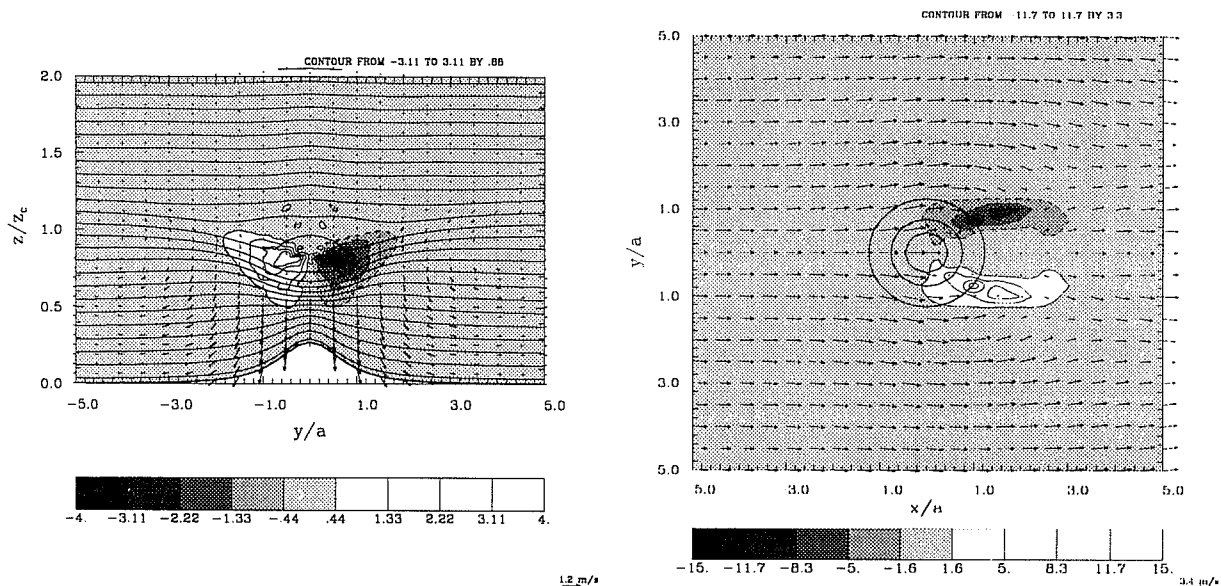 CONTOUR FROM -3.11 TO 3.11 BY .88
2.0
1.5
z/z_c
1.0
0.5
0.0
-5.0 -3.0 -1.0 1.0 3.0 5.0
y/a
-4. -3.11 -2.22 -1.33 -.44 .44 1.33 2.22 3.11 4.
1.2 m/s
CONTOUR FROM -11.7 TO 11.7 BY 3.3
5.0
3.0
1.0
y/a
1.0
3.0
5.0
5.0 3.0 1.0 1.0 3.0 5.0
x/a
-15. -11.7 -8.3 -5. -1.6 1.6 5. 8.3 11.7 15.
3.4 m/s